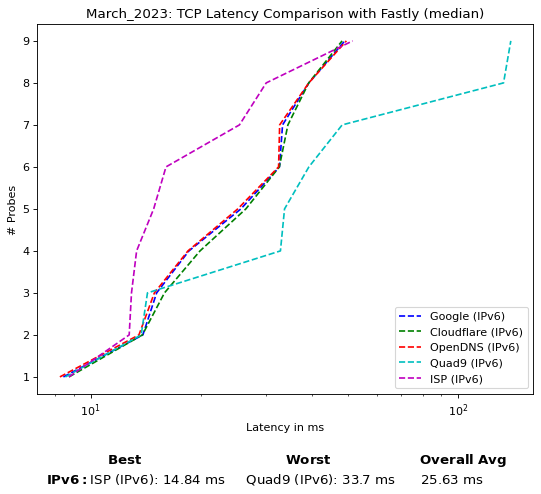 March_2023: TCP Latency Comparison with Fastly (median)
9
8
7
6
5
4
3
2
1
# Probes
Google (IPv6)
Cloudflare (IPv6)
OpenDNS (IPv6)
Quad9 (IPv6)
ISP (IPv6)
10¹ 10²
Latency in ms
Best Worst Overall Avg
IPv6: ISP (IPv6): 14.84 ms Quad9 (IPv6): 33.7 ms 25.63 ms